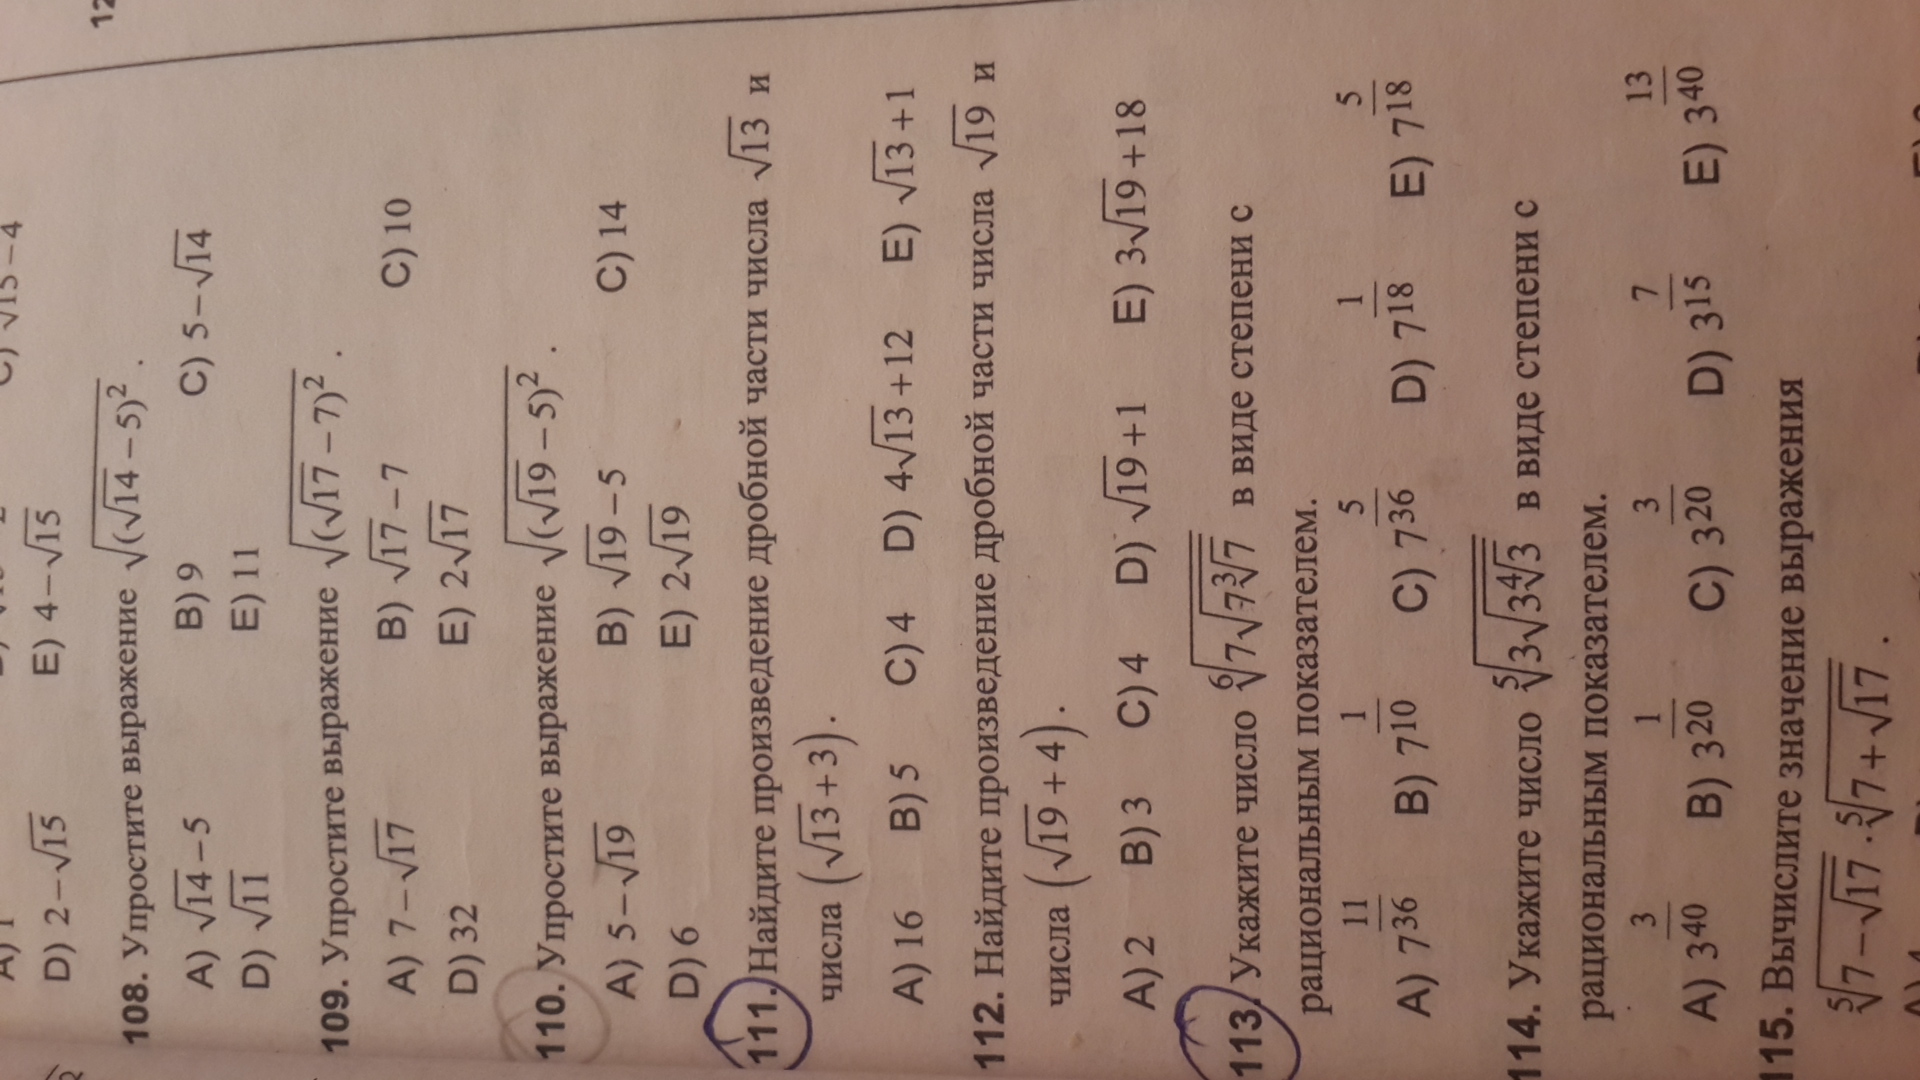 12
C) √15 – 4
A) 1
D) 2 – √15 E) 4 – √15
108. Упростите выражение √((√14 – 5)²) .
A) √14 – 5 B) 9 C) 5 – √14
D) √11 E) 11
109. Упростите выражение √((√17 – 7)²) .
A) 7 – √17 B) √17 – 7 C) 10
D) 32 E) 2√17
110. Упростите выражение √((√19 – 5)²) .
A) 5 – √19 B) √19 – 5 C) 14
D) 6 E) 2√19
111. Найдите произведение дробной части числа √13 и
числа (√13 + 3).
A) 16 B) 5 C) 4 D) 4√13 + 12 E) √13 + 1
112. Найдите произведение дробной части числа √19 и
числа (√19 + 4).
A) 2 B) 3 C) 4 D) √19 + 1 E) 3√19 + 18
113. Укажите число ⁶√(7√(7∛7)) в виде степени с
рациональным показателем.
A) 7^(11/36) B) 7^(1/10) C) 7^(5/36) D) 7^(1/18) E) 7^(5/18)
114. Укажите число ⁵√(3√(3⁴√3)) в виде степени с
рациональным показателем.
A) 3^(3/40) B) 3^(1/20) C) 3^(3/20) D) 3^(7/15) E) 3^(13/40)
115. Вычислите значение выражения
⁵√(7 – √17) · ⁵√(7 + √17) .